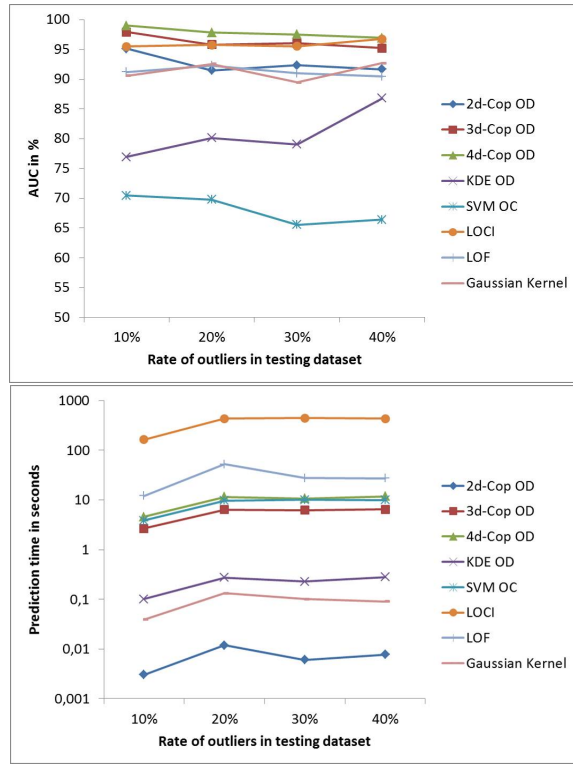 100
95
90
85
80
75
70
65
60
55
50
AUC in %
10% 20% 30% 40%
Rate of outliers in testing dataset
2d-Cop OD
3d-Cop OD
4d-Cop OD
KDE OD
SVM OC
LOCI
LOF
Gaussian Kernel
1000
100
10
1
0,1
0,01
0,001
Prediction time in seconds
10% 20% 30% 40%
Rate of outliers in testing dataset
2d-Cop OD
3d-Cop OD
4d-Cop OD
KDE OD
SVM OC
LOCI
LOF
Gaussian Kernel